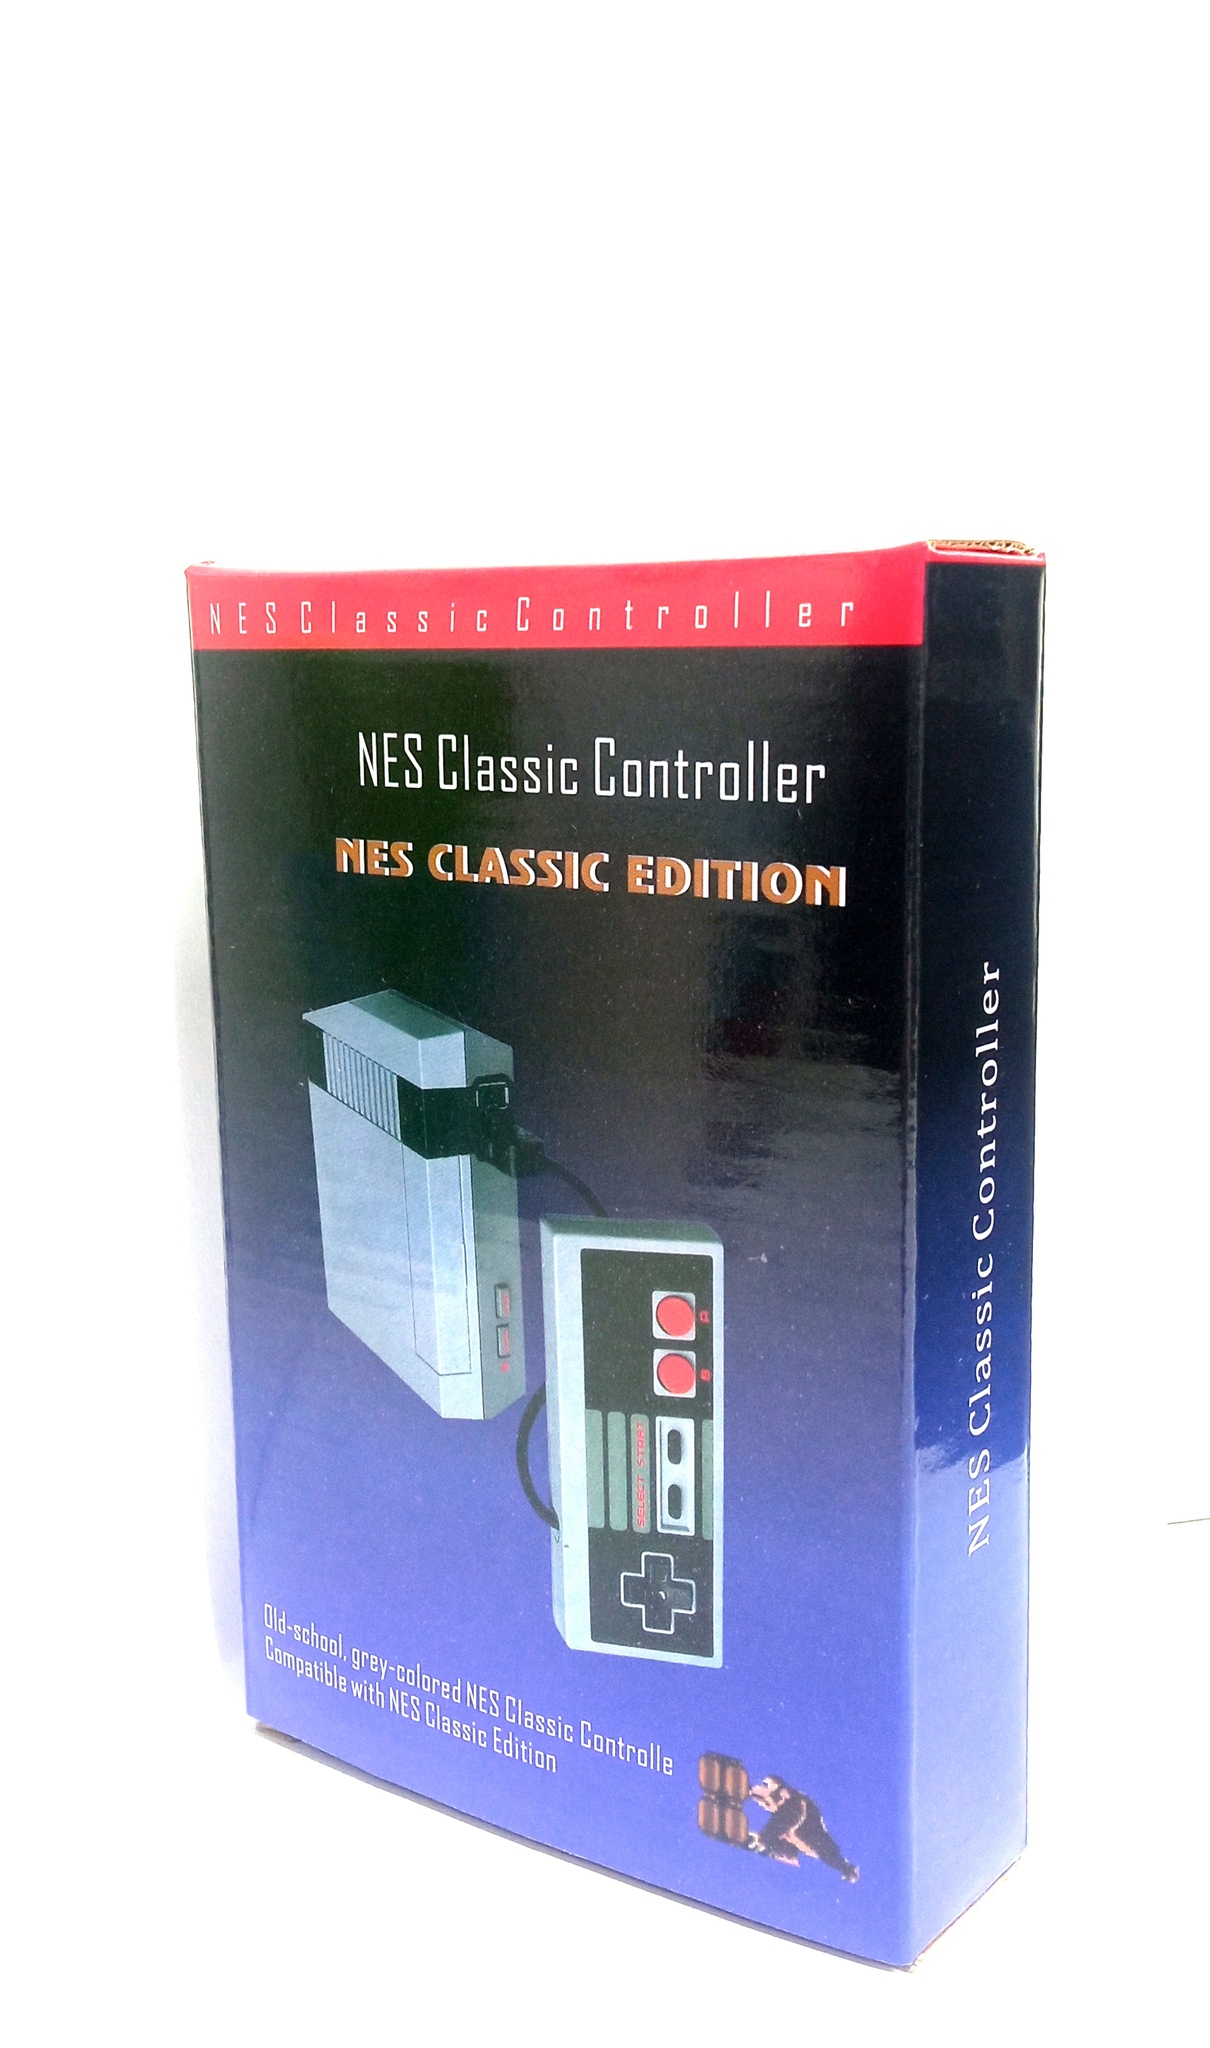 NES Classic Controller
NES Classic Controller
NES CLASSIC EDITION
A
B
SELECT START
Old-school, grey-colored NES Classic Controlle
Compatible with NES Classic Edition
NES Classic Controller